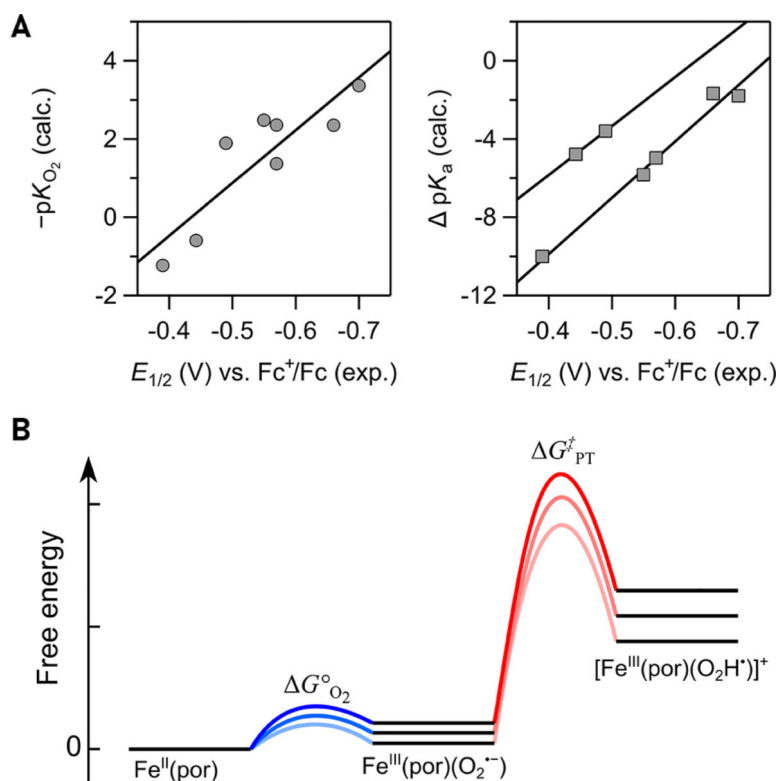 A
4
2
0
-2
−pKO2 (calc.)
-0.4 -0.5 -0.6 -0.7
E1/2 (V) vs. Fc+/Fc (exp.)
0
-4
-8
-12
Δ pKa (calc.)
-0.4 -0.5 -0.6 -0.7
E1/2 (V) vs. Fc+/Fc (exp.)
B
Free energy
0
ΔG‡PT
ΔG°O2
[FeIII(por)(O2H•)]+
FeII(por)
FeIII(por)(O2•−)